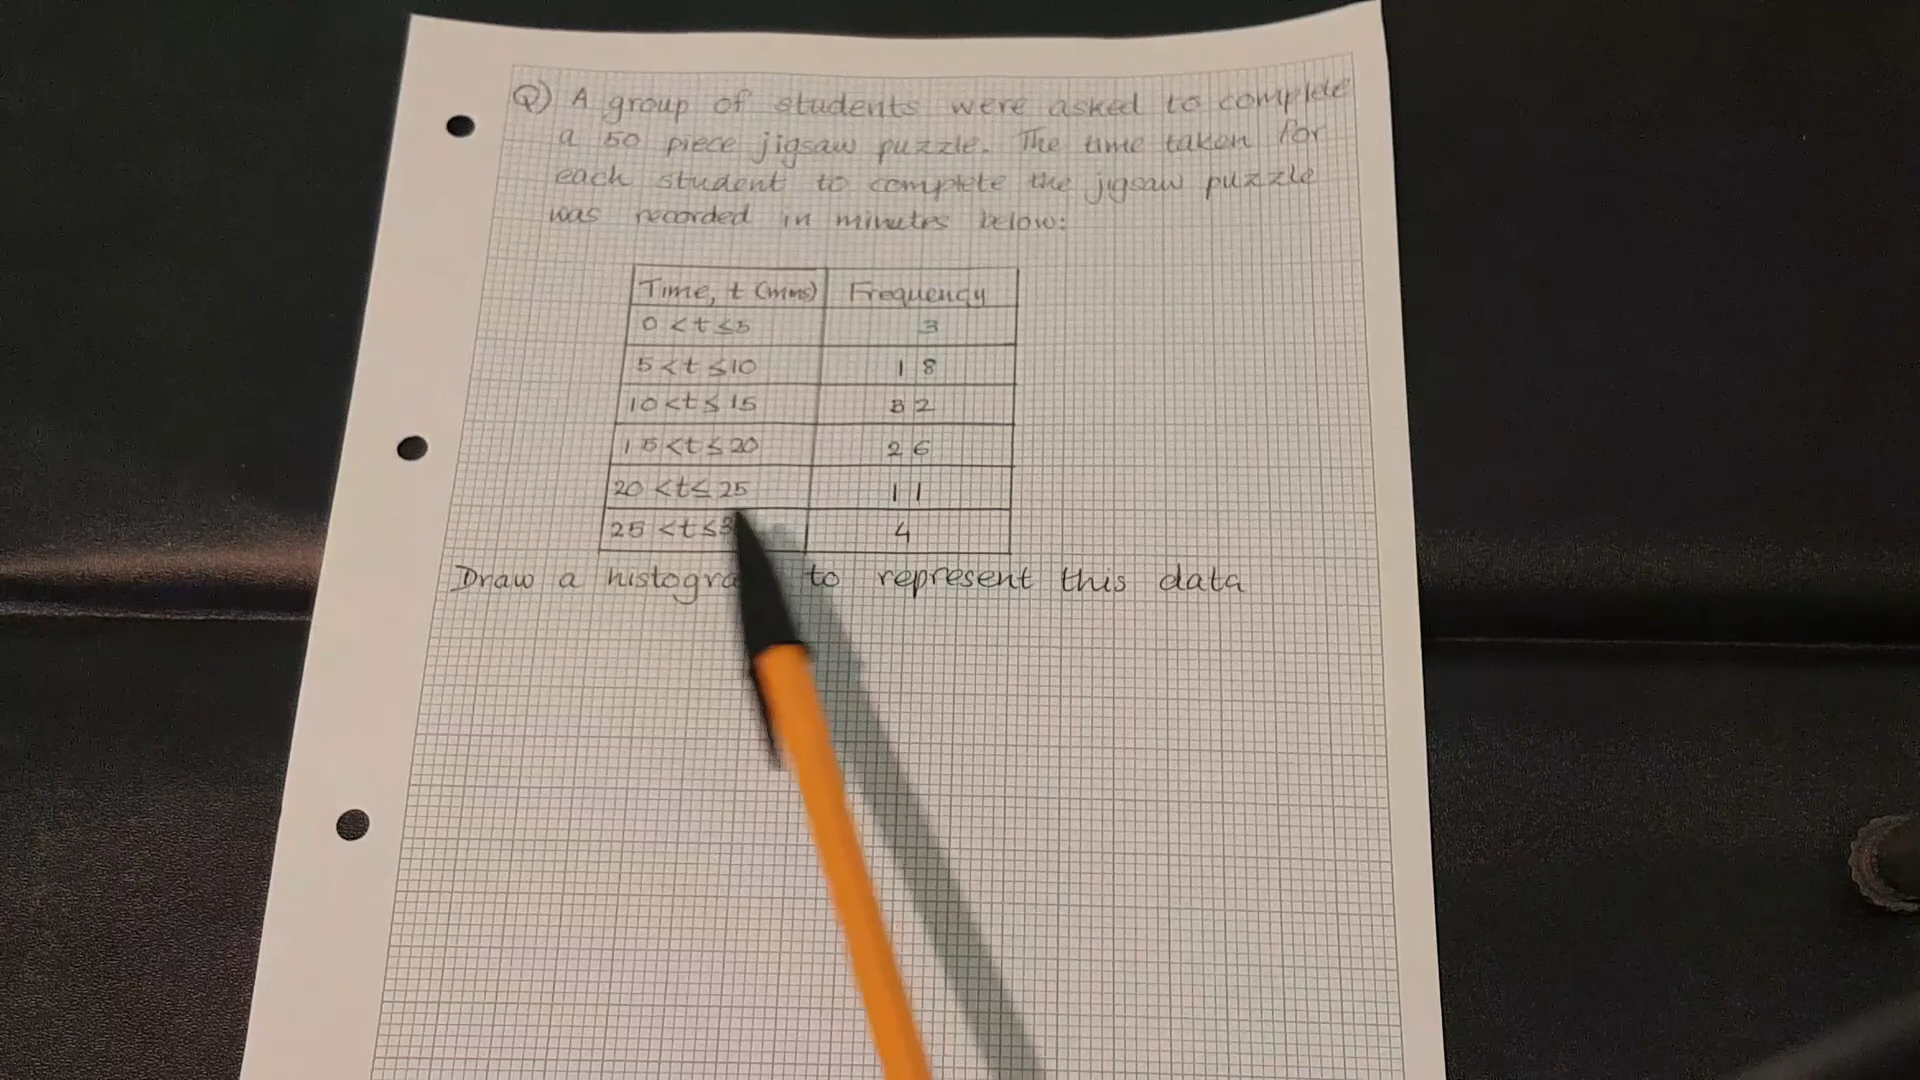 Q) A group of students were asked to complete
a 50 piece jigsaw puzzle. The time taken for
each student to complete the jigsaw puzzle
was recorded in minutes below:
Time, t (mins) Frequency
0 < t ≤ 5 3
5 < t ≤ 10 18
10 < t ≤ 15 32
15 < t ≤ 20 26
20 < t ≤ 25 11
25 < t ≤ 3 4
Draw a histogra to represent this data